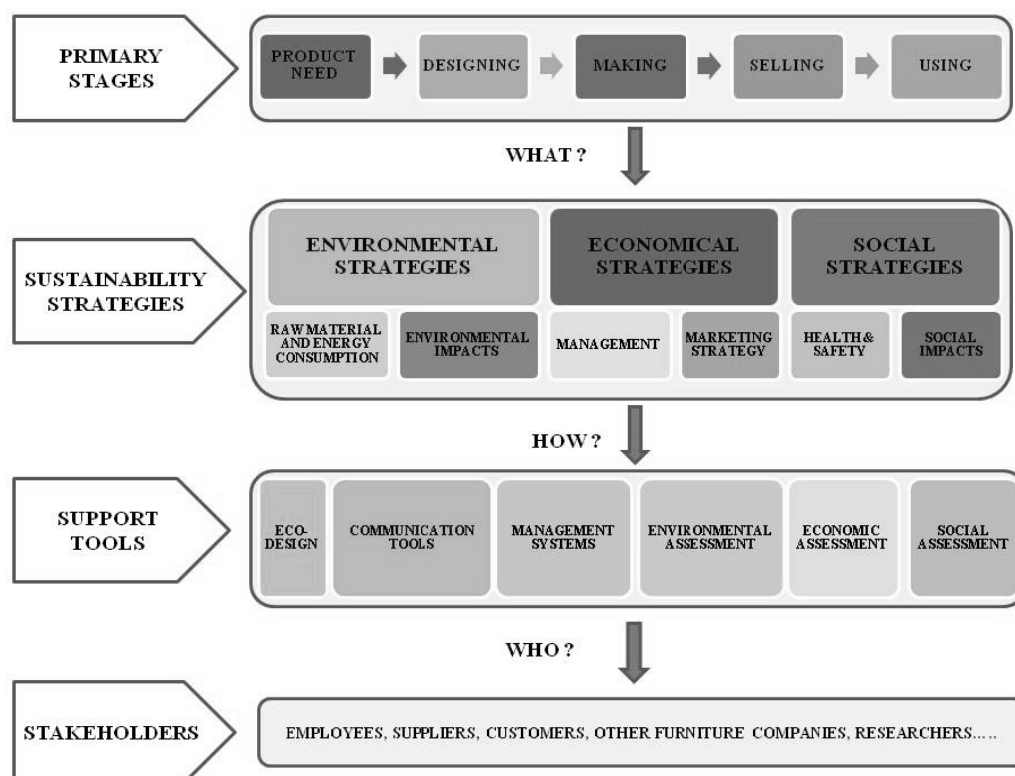 PRIMARY
STAGES
PRODUCT
NEED
DESIGNING
MAKING
SELLING
USING
WHAT ?
SUSTAINABILITY
STRATEGIES
ENVIRONMENTAL
STRATEGIES
ECONOMICAL
STRATEGIES
SOCIAL
STRATEGIES
RAW MATERIAL
AND ENERGY
CONSUMPTION
ENVIRONMENTAL
IMPACTS
MANAGEMENT
MARKETING
STRATEGY
HEALTH &
SAFETY
SOCIAL
IMPACTS
HOW ?
SUPPORT
TOOLS
ECO-
DESIGN
COMMUNICATION
TOOLS
MANAGEMENT
SYSTEMS
ENVIRONMENTAL
ASSESSMENT
ECONOMIC
ASSESSMENT
SOCIAL
ASSESSMENT
WHO ?
STAKEHOLDERS
EMPLOYEES, SUPPLIERS, CUSTOMERS, OTHER FURNITURE COMPANIES, RESEARCHERS.....